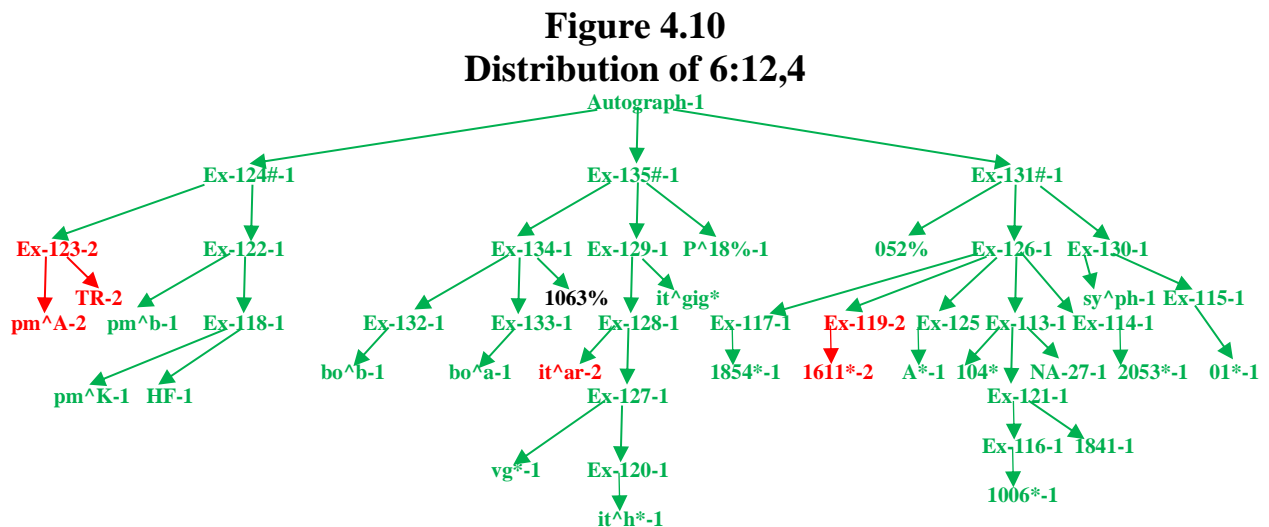 Figure 4.10
Distribution of 6:12,4
Autograph-1
Ex-124#-1 Ex-135#-1 Ex-131#-1
Ex-123-2 Ex-122-1 Ex-134-1 Ex-129-1 P^18%-1 052% Ex-126-1 Ex-130-1
TR-2 1063% it^gig* sy^ph-1 Ex-115-1
pm^A-2 pm^b-1 Ex-118-1 Ex-132-1 Ex-133-1 Ex-128-1 Ex-117-1 Ex-119-2 Ex-125 Ex-113-1 Ex-114-1
bo^b-1 bo^a-1 it^ar-2 1854*-1 1611*-2 A*-1 104* NA-27-1 2053*-1 01*-1
pm^K-1 HF-1 Ex-127-1 Ex-121-1
Ex-116-1 1841-1
vg*-1 Ex-120-1
1006*-1
it^h*-1